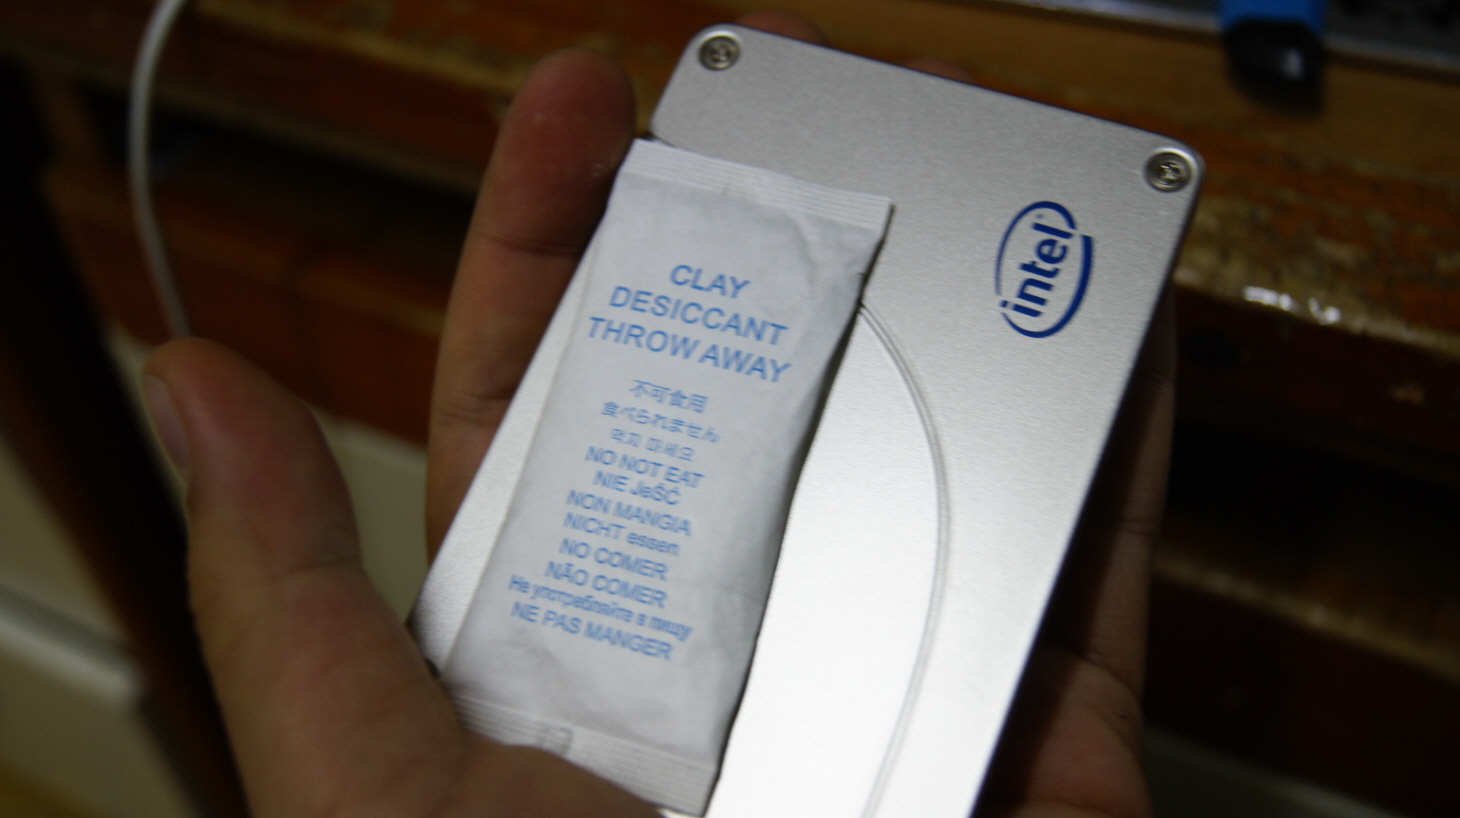 CLAY
DESICCANT
THROW AWAY
不可食用
食べられません
먹지 마세요
NO NOT EAT
NIE JeŚĆ
NON MANGIA
NICHT essen
NO COMER
NÃO COMER
Не употребляйте в пищу
NE PAS MANGER
intel